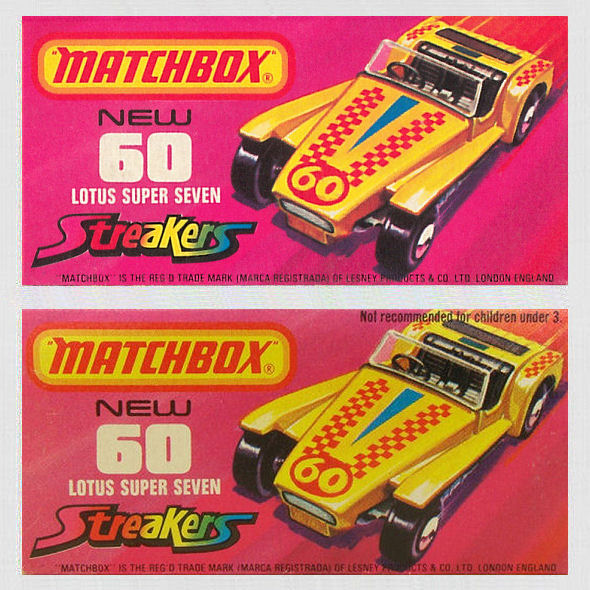 "MATCHBOX"®
NEW
60
LOTUS SUPER SEVEN
Streakers
60
"MATCHBOX" IS THE REG'D TRADE MARK (MARCA REGISTRADA) OF LESNEY PRODUCTS & CO. LTD. LONDON ENGLAND
Not recommended for children under 3.
"MATCHBOX"®
NEW
60
LOTUS SUPER SEVEN
Streakers
60
"MATCHBOX" IS THE REG'D TRADE MARK (MARCA REGISTRADA) OF LESNEY PRODUCTS & CO. LTD. LONDON ENGLAND